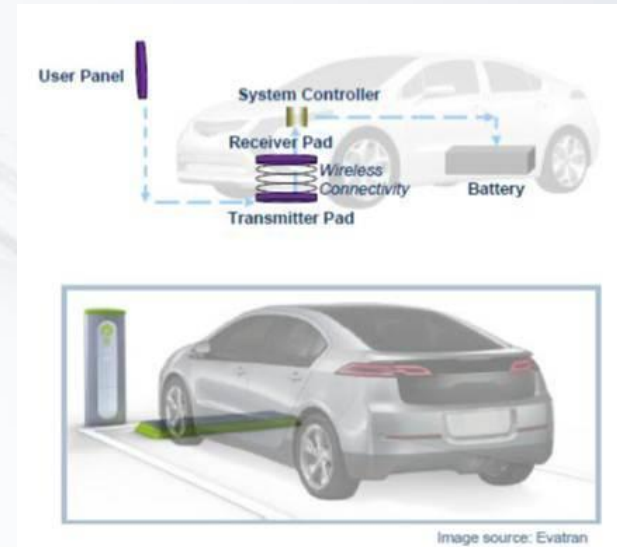 User Panel
System Controller
Receiver Pad
Wireless
Connectivity
Battery
Transmitter Pad
Image source: Evatran